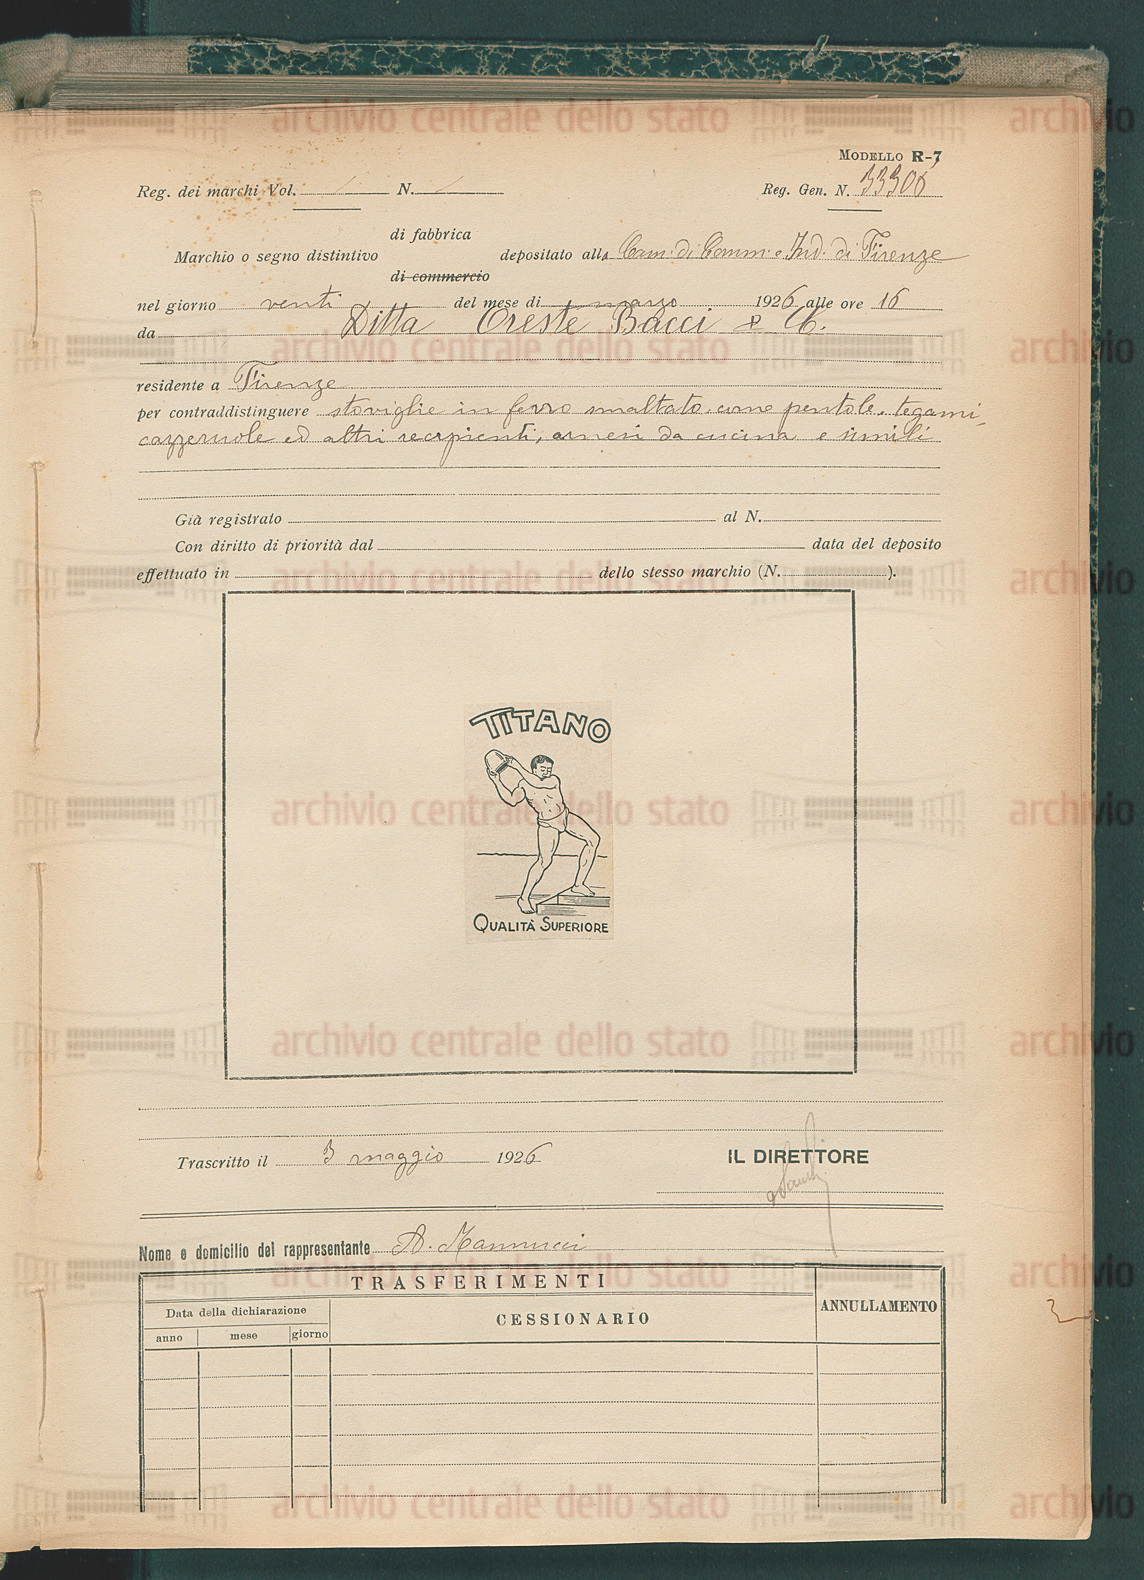 MODELLO R-7
Reg. dei marchi Vol. N. Reg. Gen. N. 33306
di fabbrica
Marchio o segno distintivo depositato alla Cam. di Comm. e Ind. di Firenze
di commercio
nel giorno venti del mese di marzo 1926 alle ore 16
da Ditta Oreste Bacci & C.
residente a Firenze
per contraddistinguere stoviglie in ferro smaltato come pentole, tegami,
cazzeruole ed altri recipienti, arnesi da cucina e simili
Già registrato al N.
Con diritto di priorità dal data del deposito
effettuato in dello stesso marchio (N. ).
TITANO
QUALITÀ SUPERIORE
Trascritto il 3 maggio 1926 IL DIRETTORE
Nome e domicilio del rappresentante A. Mannucci
TRASFERIMENTI
ANNULLAMENTO
Data della dichiarazione
CESSIONARIO
anno mese giorno
archivio centrale dello stato